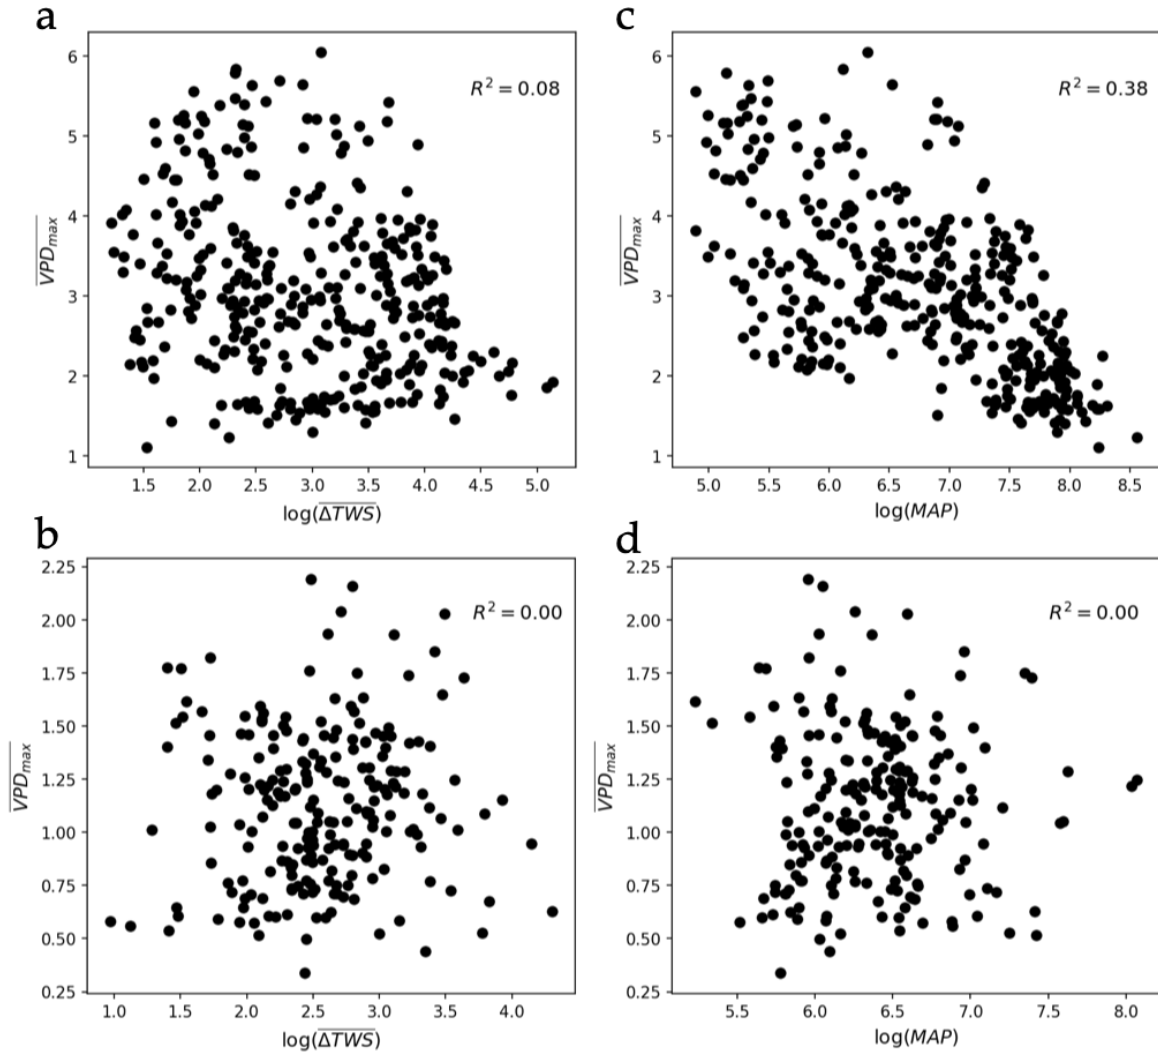 a
R² = 0.08
6
5
4
3
2
1
VPD_max
1.5 2.0 2.5 3.0 3.5 4.0 4.5 5.0
log(ΔTWS)
c
R² = 0.38
6
5
4
3
2
1
VPD_max
5.0 5.5 6.0 6.5 7.0 7.5 8.0 8.5
log(MAP)
b
R² = 0.00
2.25
2.00
1.75
1.50
1.25
1.00
0.75
0.50
0.25
VPD_max
1.0 1.5 2.0 2.5 3.0 3.5 4.0
log(ΔTWS)
d
R² = 0.00
2.25
2.00
1.75
1.50
1.25
1.00
0.75
0.50
0.25
VPD_max
5.5 6.0 6.5 7.0 7.5 8.0
log(MAP)